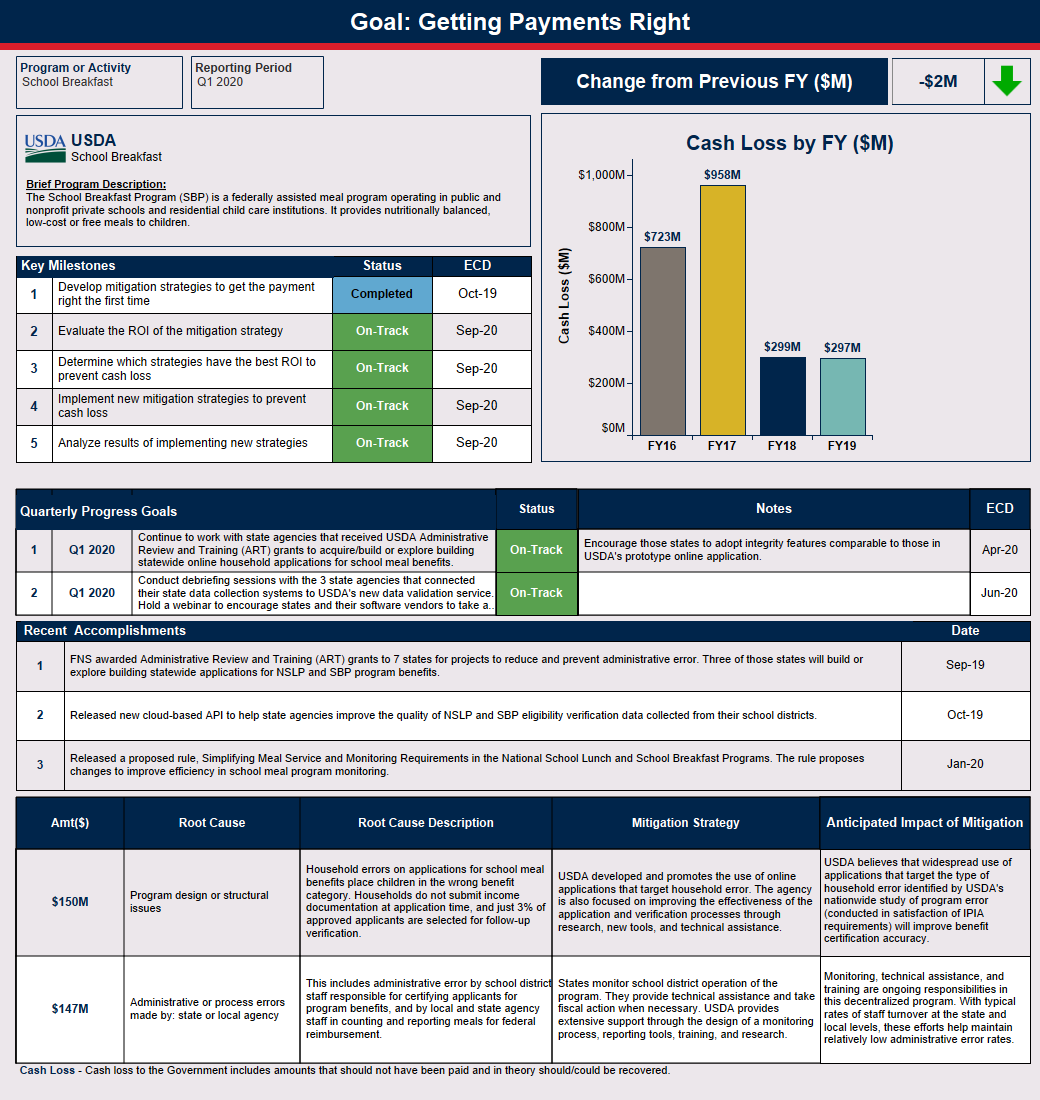 Goal: Getting Payments Right
Program or Activity
School Breakfast
Reporting Period
Q1 2020
Change from Previous FY ($M)
-$2M
USDA
USDA
School Breakfast
Brief Program Description:
The School Breakfast Program (SBP) is a federally assisted meal program operating in public and
nonprofit private schools and residential child care institutions. It provides nutritionally balanced,
low-cost or free meals to children.
Cash Loss by FY ($M)
Cash Loss ($M)
$1,000M
$800M
$600M
$400M
$200M
$0M
$723M
$958M
$299M
$297M
FY16 FY17 FY18 FY19
Key Milestones Status ECD
1 Develop mitigation strategies to get the payment
right the first time Completed Oct-19
2 Evaluate the ROI of the mitigation strategy On-Track Sep-20
3 Determine which strategies have the best ROI to
prevent cash loss On-Track Sep-20
4 Implement new mitigation strategies to prevent
cash loss On-Track Sep-20
5 Analyze results of implementing new strategies On-Track Sep-20
Quarterly Progress Goals Status Notes ECD
1 Q1 2020 Continue to work with state agencies that received USDA Administrative
Review and Training (ART) grants to acquire/build or explore building
statewide online household applications for school meal benefits.
On-Track
Encourage those states to adopt integrity features comparable to those in
USDA's prototype online application.
Apr-20
2 Q1 2020 Conduct debriefing sessions with the 3 state agencies that connected
their state data collection systems to USDA's new data validation service.
Hold a webinar to encourage states and their software vendors to take a..
On-Track
Jun-20
Recent Accomplishments Date
1 FNS awarded Administrative Review and Training (ART) grants to 7 states for projects to reduce and prevent administrative error. Three of those states will build or
explore building statewide applications for NSLP and SBP program benefits.
Sep-19
2 Released new cloud-based API to help state agencies improve the quality of NSLP and SBP eligibility verification data collected from their school districts. Oct-19
3 Released a proposed rule, Simplifying Meal Service and Monitoring Requirements in the National School Lunch and School Breakfast Programs. The rule proposes
changes to improve efficiency in school meal program monitoring.
Jan-20
Amt($) Root Cause Root Cause Description Mitigation Strategy Anticipated Impact of Mitigation
$150M
Program design or structural
issues
Household errors on applications for school meal
benefits place children in the wrong benefit
category. Households do not submit income
documentation at application time, and just 3% of
approved applicants are selected for follow-up
verification.
USDA developed and promotes the use of online
applications that target household error. The agency
is also focused on improving the effectiveness of the
application and verification processes through
research, new tools, and technical assistance.
USDA believes that widespread use of
applications that target the type of
household error identified by USDA's
nationwide study of program error
(conducted in satisfaction of IPIA
requirements) will improve benefit
certification accuracy.
$147M
Administrative or process errors
made by: state or local agency
This includes administrative error by school district
staff responsible for certifying applicants for
program benefits, and by local and state agency
staff in counting and reporting meals for federal
reimbursement.
States monitor school district operation of the
program. They provide technical assistance and take
fiscal action when necessary. USDA provides
extensive support through the design of a monitoring
process, reporting tools, training, and research.
Monitoring, technical assistance, and
training are ongoing responsibilities in
this decentralized program. With typical
rates of staff turnover at the state and
local levels, these efforts help maintain
relatively low administrative error rates.
Cash Loss - Cash loss to the Government includes amounts that should not have been paid and in theory should/could be recovered.